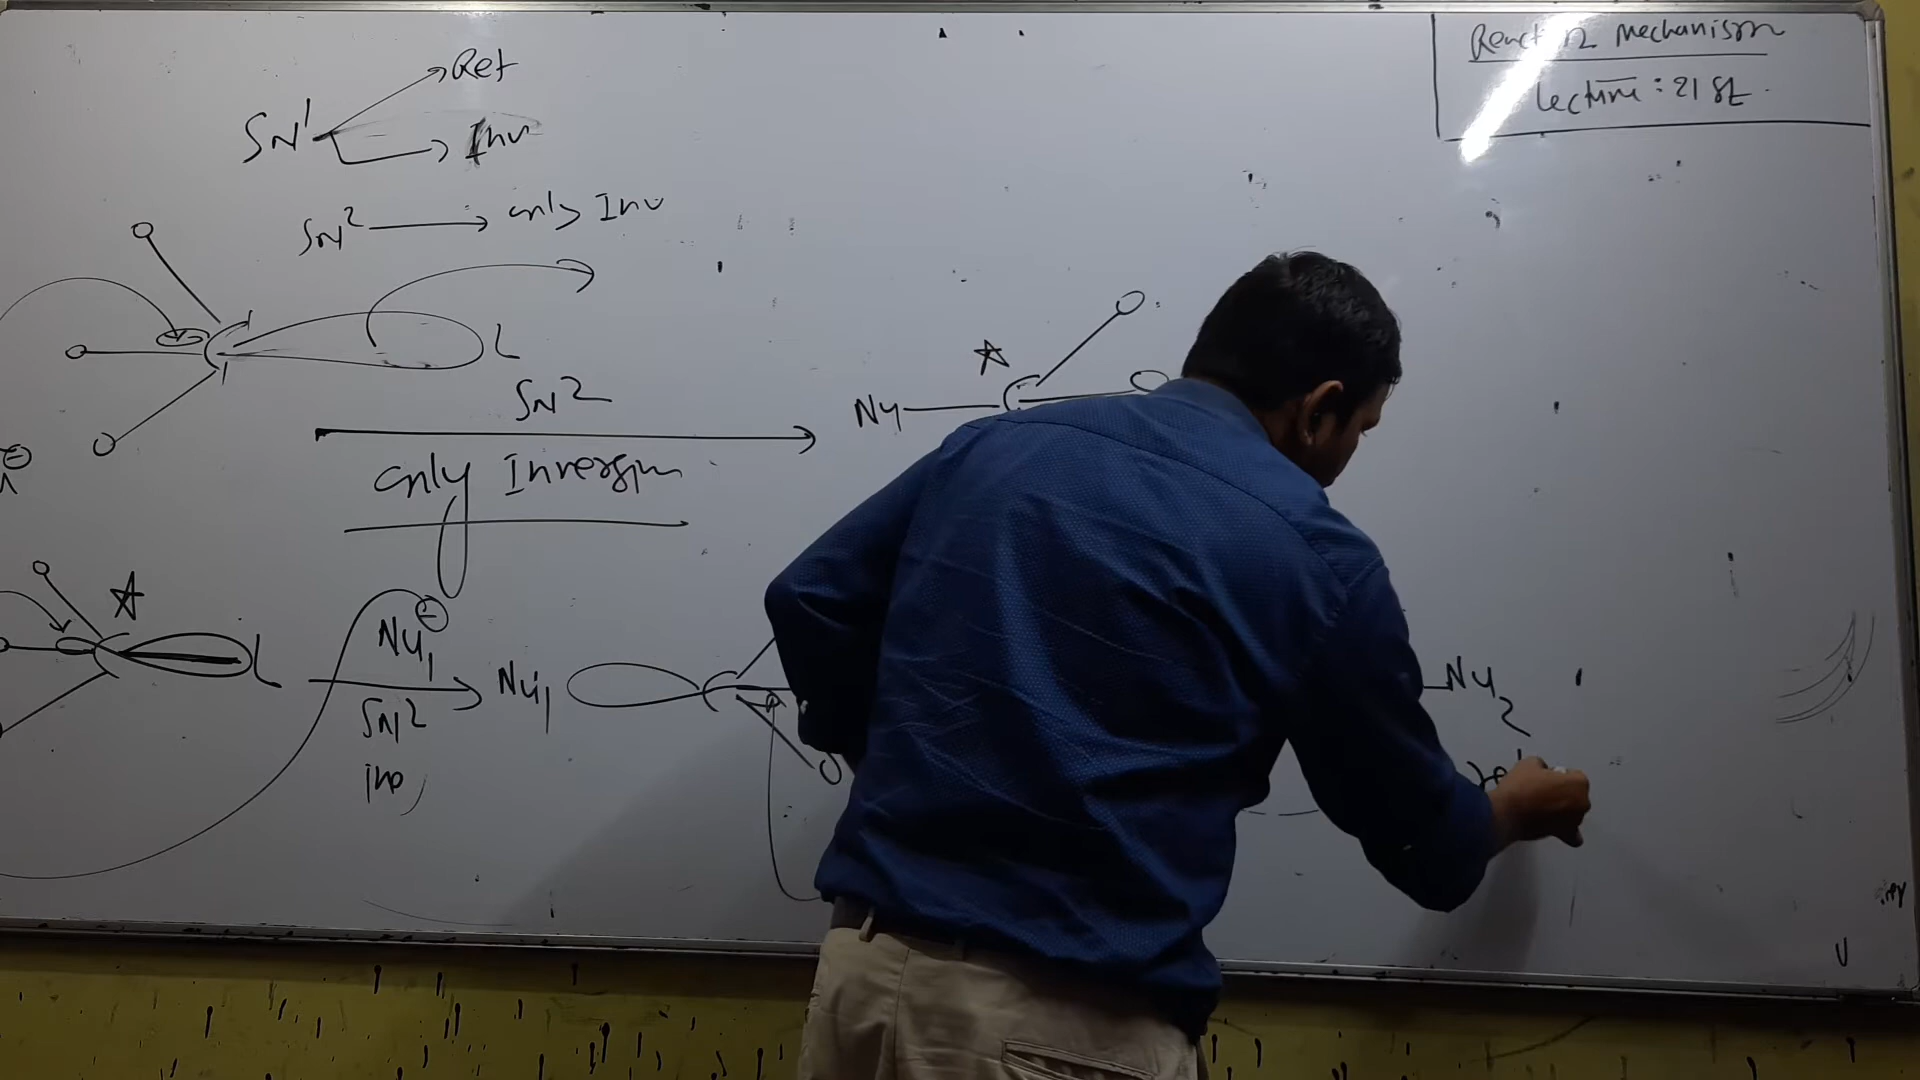 Reaction Mechanism
Lecture: 21 St.
SN1
Ret
Inv
SN2
only Inv
L
SN2
only Inversion
Nu
L
Nu1
SN2
Inv
Nu1
Nu2